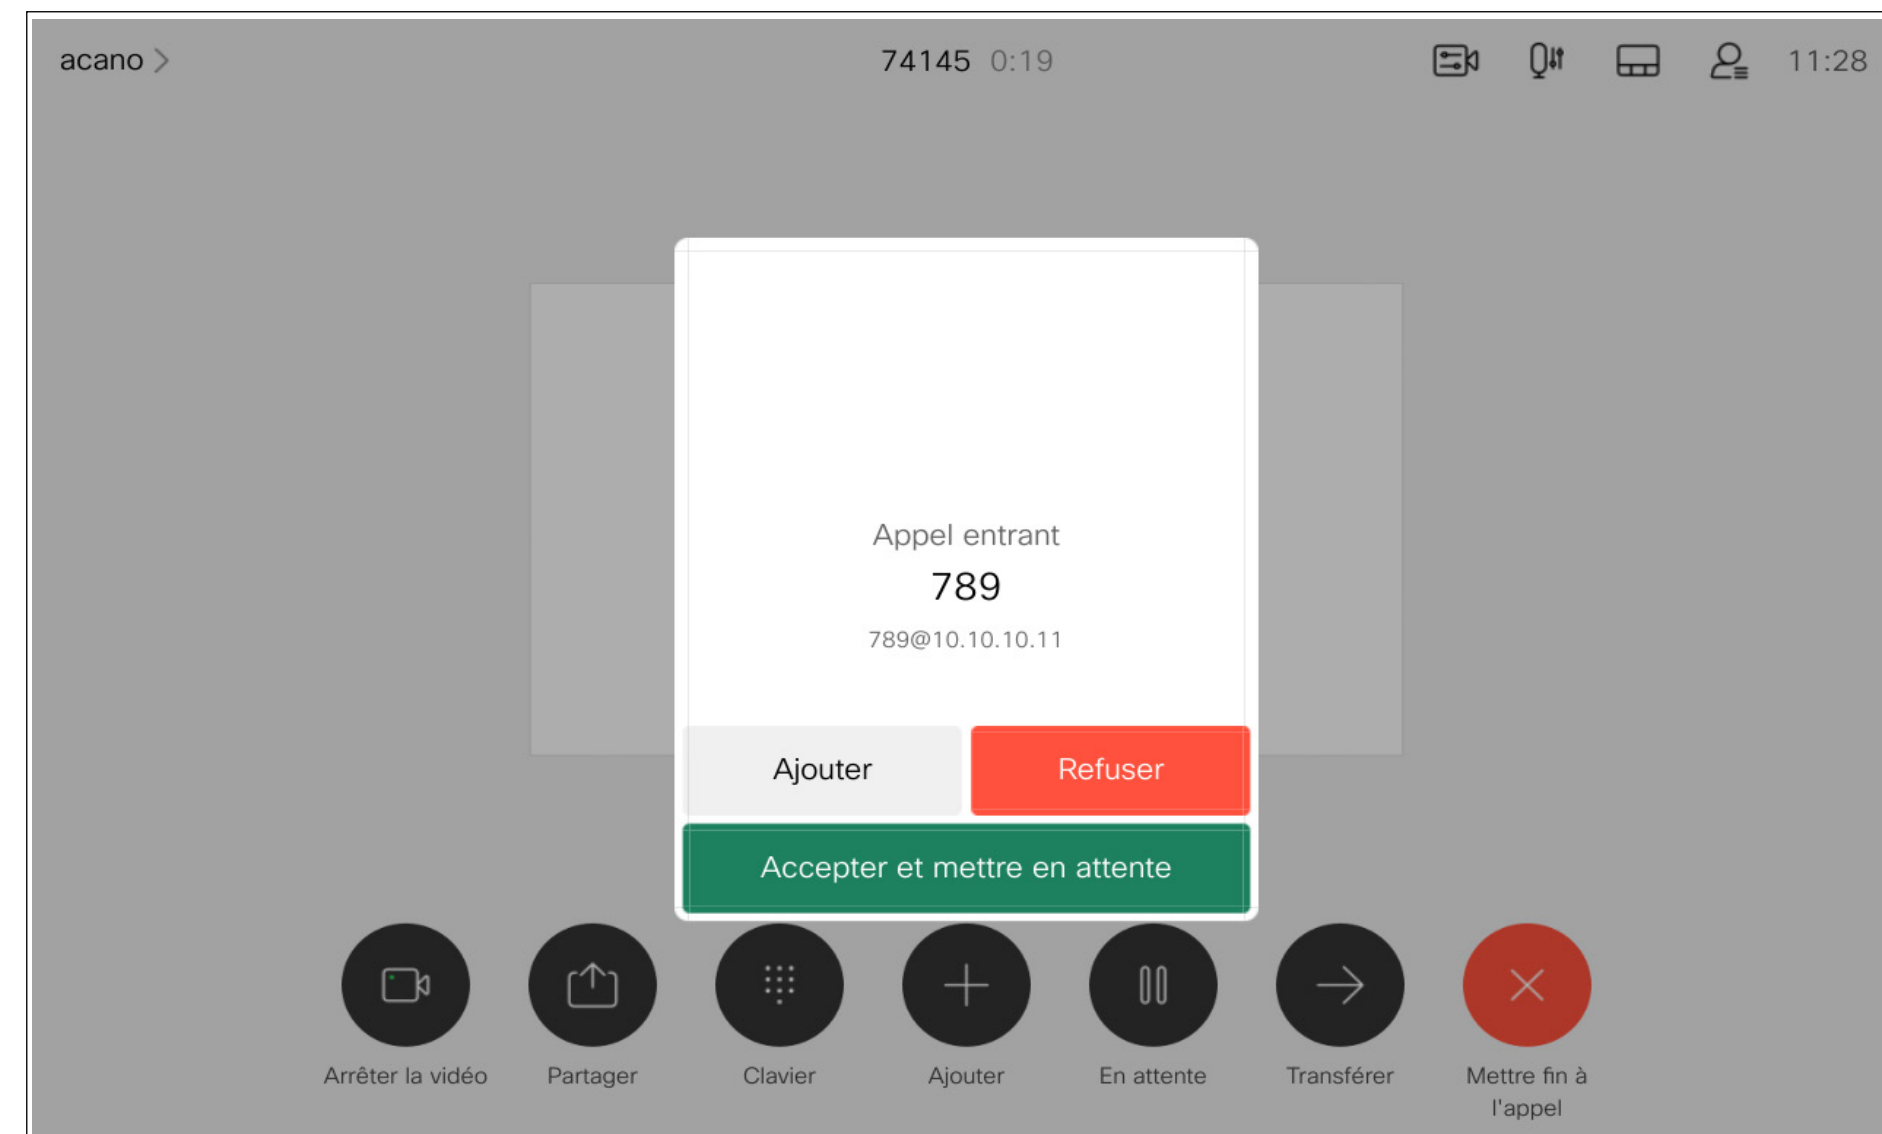 acano
74145 0:19
11:28
Appel entrant
789
789@10.10.10.11
Ajouter
Refuser
Accepter et mettre en attente
Arrêter la vidéo
Partager
Clavier
Ajouter
En attente
Transférer
Mettre fin à
l'appel